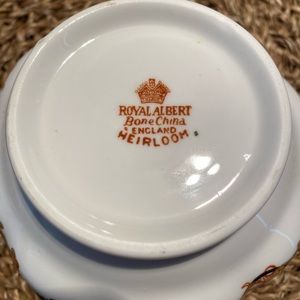 ROYAL ALBERT
Bone China
ENGLAND
HEIRLOOM